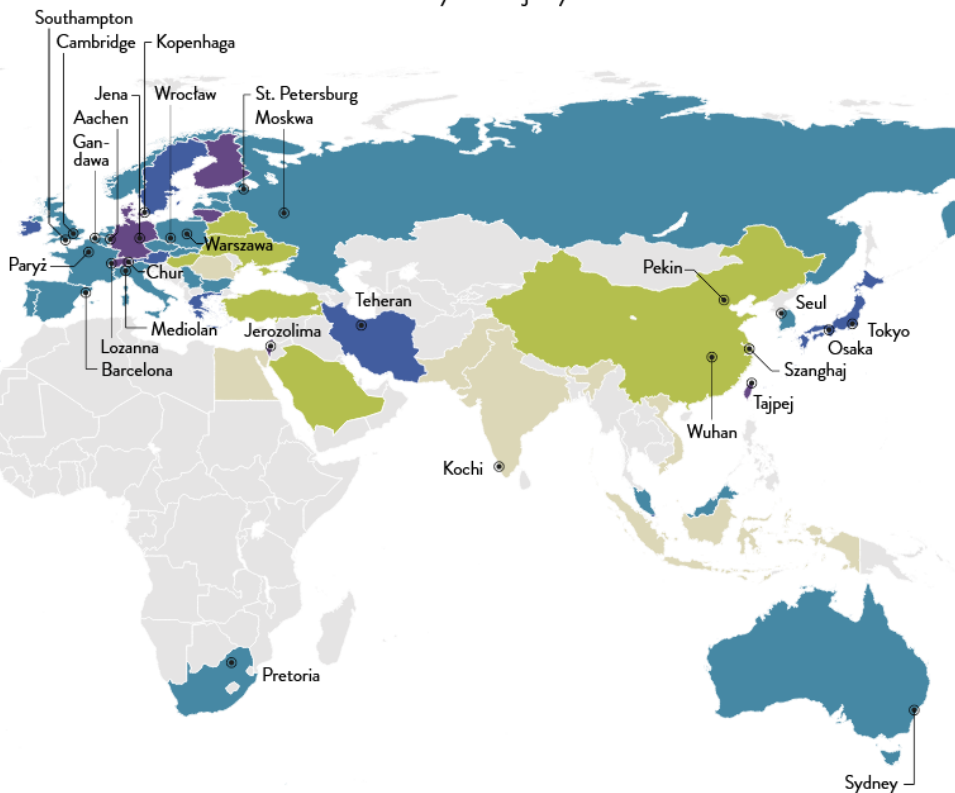 Southampton
Cambridge
Kopenhaga
Jena
Wrocław
St. Petersburg
Aachen
Moskwa
Gan-
dawa
Warszawa
Paryż
Chur
Pekin
Teheran
Seul
Mediolan
Jerozolima
Tokyo
Osaka
Lozanna
Szanghaj
Barcelona
Tajpej
Wuhan
Kochi
Pretoria
Sydney